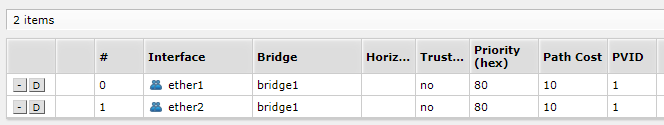 2 items
# Interface Bridge Horiz... Trust... Priority (hex) Path Cost PVID
- D 0 ether1 bridge1 no 80 10 1
- D 1 ether2 bridge1 no 80 10 1